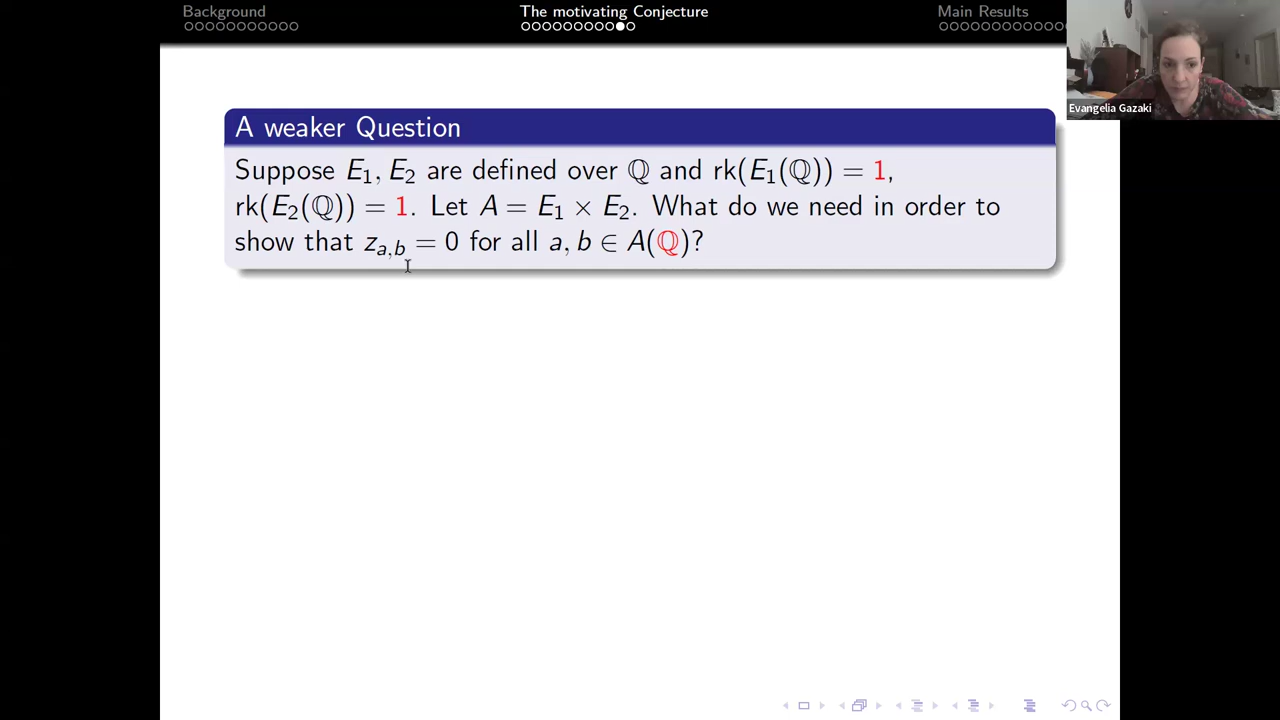 Background The motivating Conjecture Main Results
Evangelia Gazaki
A weaker Question
Suppose E₁, E₂ are defined over ℚ and rk(E₁(ℚ)) = 1,
rk(E₂(ℚ)) = 1. Let A = E₁ × E₂. What do we need in order to
show that z_{a,b} = 0 for all a, b ∈ A(ℚ)?